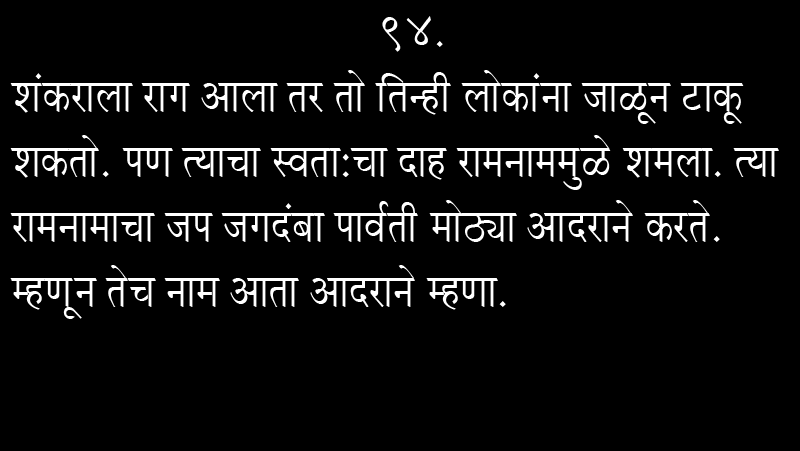 ९४.
शंकराला राग आला तर तो तिन्ही लोकांना जाळून टाकू
शकतो. पण त्याचा स्वता:चा दाह रामनाममुळे शमला. त्या
रामनामाचा जप जगदंबा पार्वती मोठ्या आदराने करते.
म्हणून तेच नाम आता आदराने म्हणा.